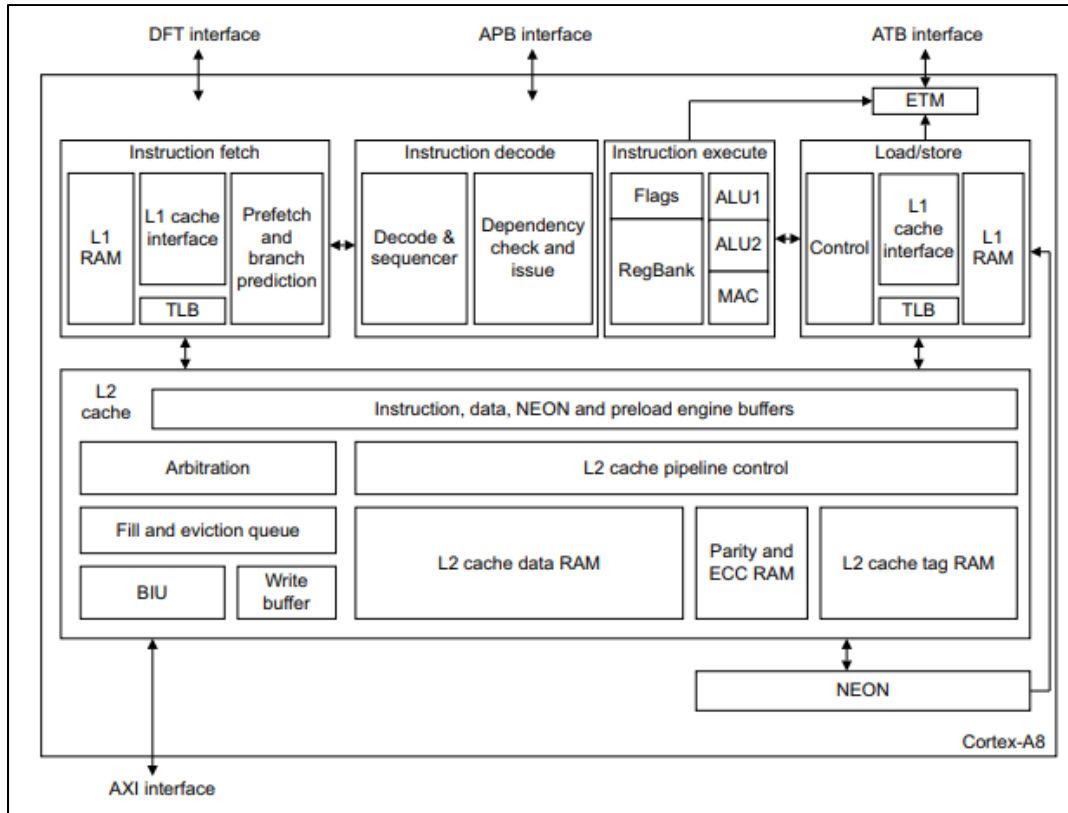 DFT interface
APB interface
ATB interface
ETM
Instruction fetch
L1
RAM
L1 cache
interface
TLB
Prefetch
and
branch
prediction
Instruction decode
Decode &
sequencer
Dependency
check and
issue
Instruction execute
Flags
RegBank
ALU1
ALU2
MAC
Load/store
Control
L1
cache
interface
TLB
L1
RAM
L2
cache
Instruction, data, NEON and preload engine buffers
Arbitration
L2 cache pipeline control
Fill and eviction queue
BIU
Write
buffer
L2 cache data RAM
Parity and
ECC RAM
L2 cache tag RAM
NEON
Cortex-A8
AXI interface